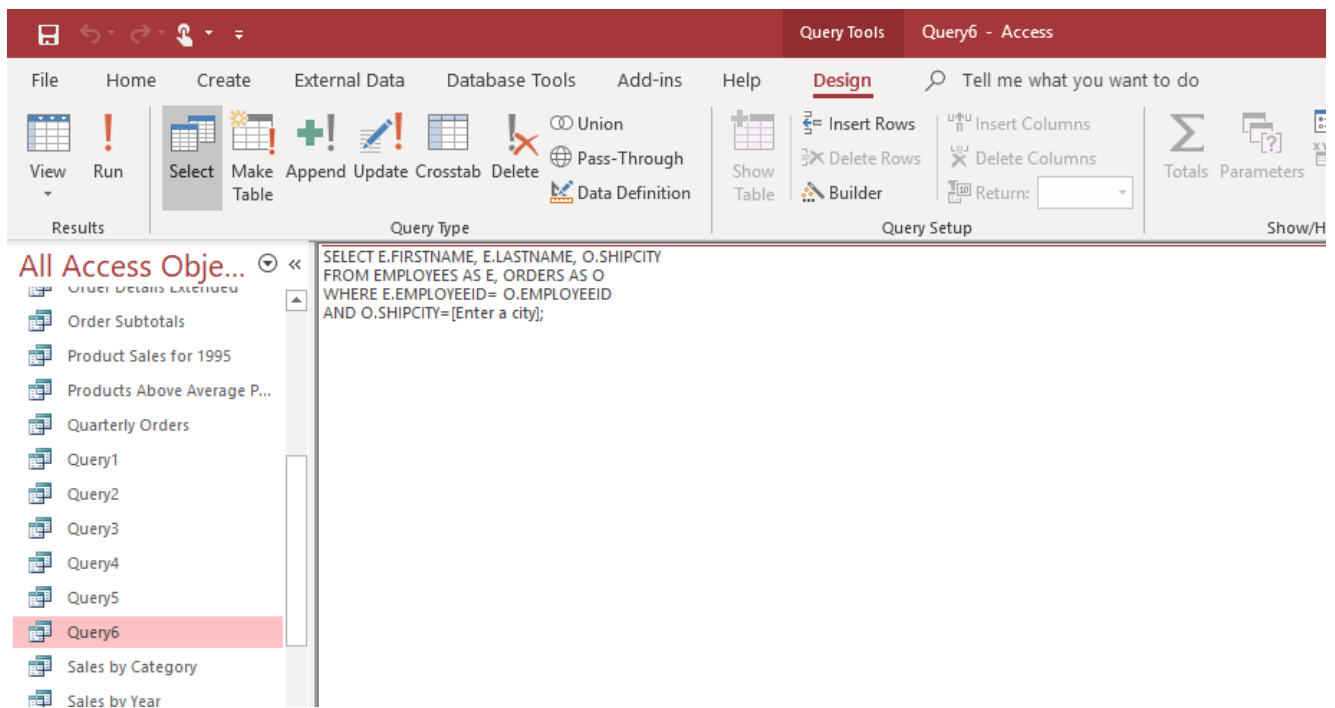 Query Tools
Query6 - Access
File Home Create External Data Database Tools Add-ins Help Design Tell me what you want to do
View
Run
Select
Make Table
Append
Update
Crosstab
Delete
Union
Pass-Through
Data Definition
Show Table
Insert Rows
Delete Rows
Builder
Insert Columns
Delete Columns
Return:
Totals
Parameters
Results
Query Type
Query Setup
Show/H
All Access Obje...
Order Details Extended
Order Subtotals
Product Sales for 1995
Products Above Average P...
Quarterly Orders
Query1
Query2
Query3
Query4
Query5
Query6
Sales by Category
Sales by Year
SELECT E.FIRSTNAME, E.LASTNAME, O.SHIPCITY
FROM EMPLOYEES AS E, ORDERS AS O
WHERE E.EMPLOYEEID= O.EMPLOYEEID
AND O.SHIPCITY=[Enter a city];